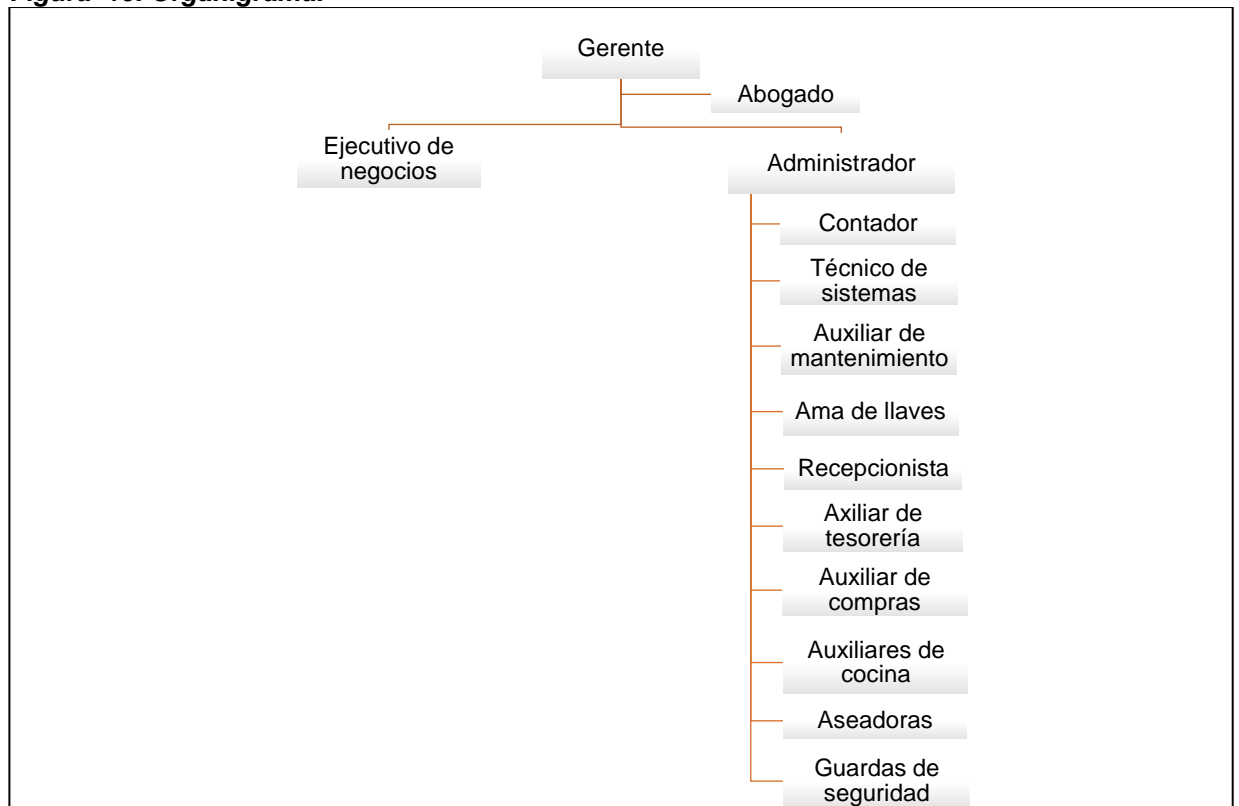 Gerente
Abogado
Ejecutivo de
negocios
Administrador
Contador
Técnico de
sistemas
Auxiliar de
mantenimiento
Ama de llaves
Recepcionista
Axiliar de
tesorería
Auxiliar de
compras
Auxiliares de
cocina
Aseadoras
Guardas de
seguridad